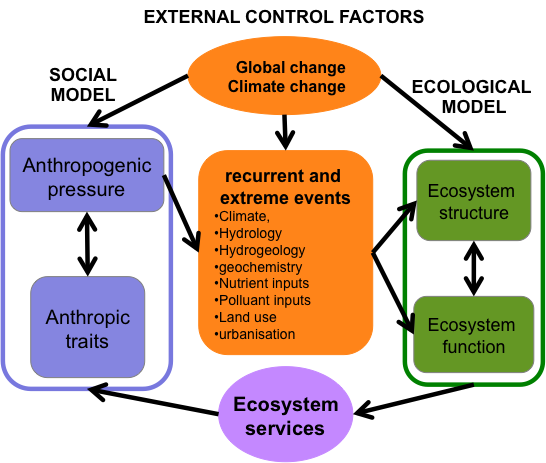 EXTERNAL CONTROL FACTORS
Global change
Climate change
SOCIAL
MODEL
ECOLOGICAL
MODEL
Anthropogenic
pressure
Anthropic
traits
recurrent and
extreme events
•Climate,
•Hydrology
•Hydrogeology
•geochemistry
•Nutrient inputs
•Polluant inputs
•Land use
•urbanisation
Ecosystem
structure
Ecosystem
function
Ecosystem
services